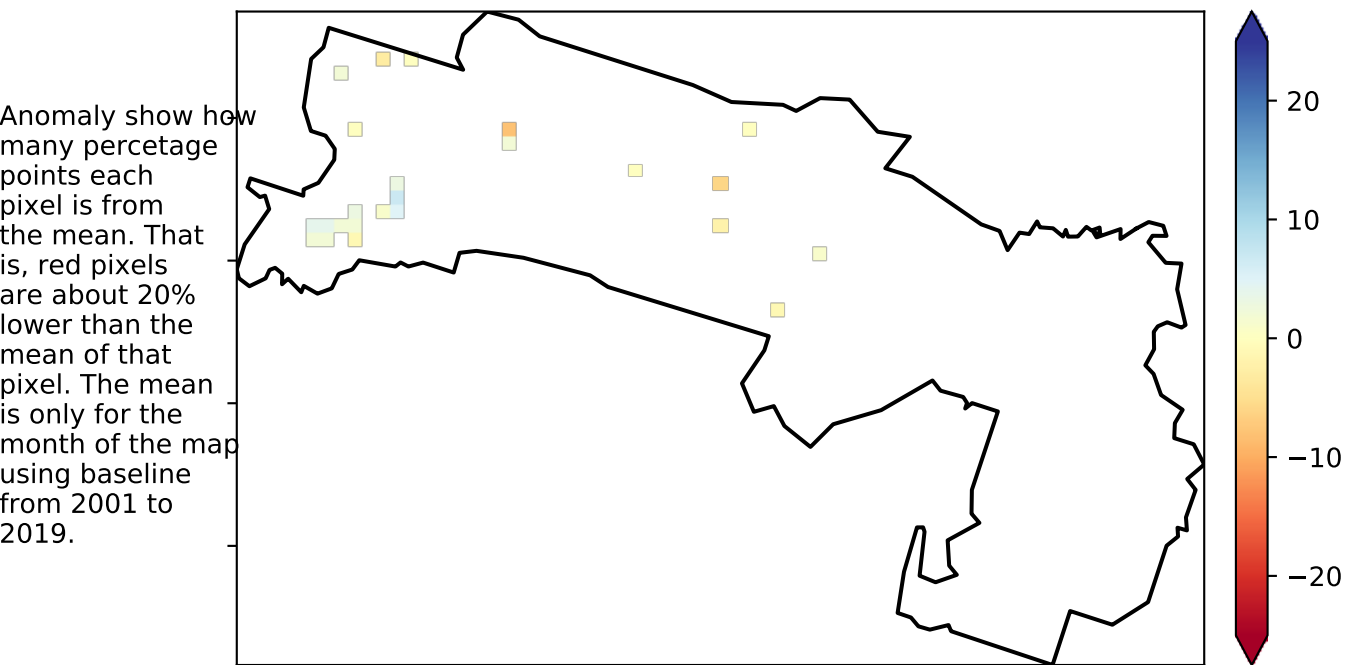 Anomaly show how
many percetage
points each
pixel is from
the mean. That
is, red pixels
are about 20%
lower than the
mean of that
pixel. The mean
is only for the
month of the map
using baseline
from 2001 to
2019.
20
10
0
−10
−20